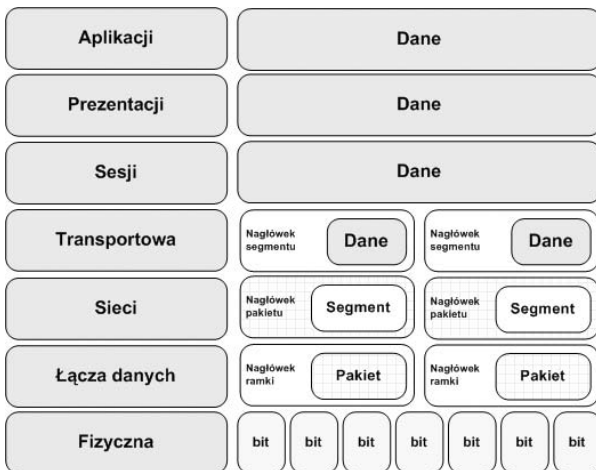 Aplikacji
Dane
Prezentacji
Dane
Sesji
Dane
Transportowa
Nagłówek
segmentu
Dane
Nagłówek
segmentu
Dane
Sieci
Nagłówek
pakietu
Segment
Nagłówek
pakietu
Segment
Łącza danych
Nagłówek
ramki
Pakiet
Nagłówek
ramki
Pakiet
Fizyczna
bit bit bit bit bit bit bit